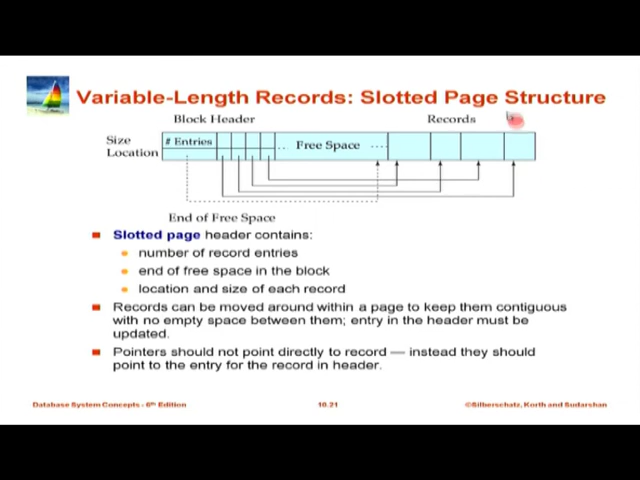 Variable-Length Records: Slotted Page Structure
Block Header
Records
Size
Location
# Entries
Free Space
End of Free Space
Slotted page header contains:
number of record entries
end of free space in the block
location and size of each record
Records can be moved around within a page to keep them contiguous
with no empty space between them; entry in the header must be
updated.
Pointers should not point directly to record — instead they should
point to the entry for the record in header.
Database System Concepts - 6th Edition
10.21
©Silberschatz, Korth and Sudarshan